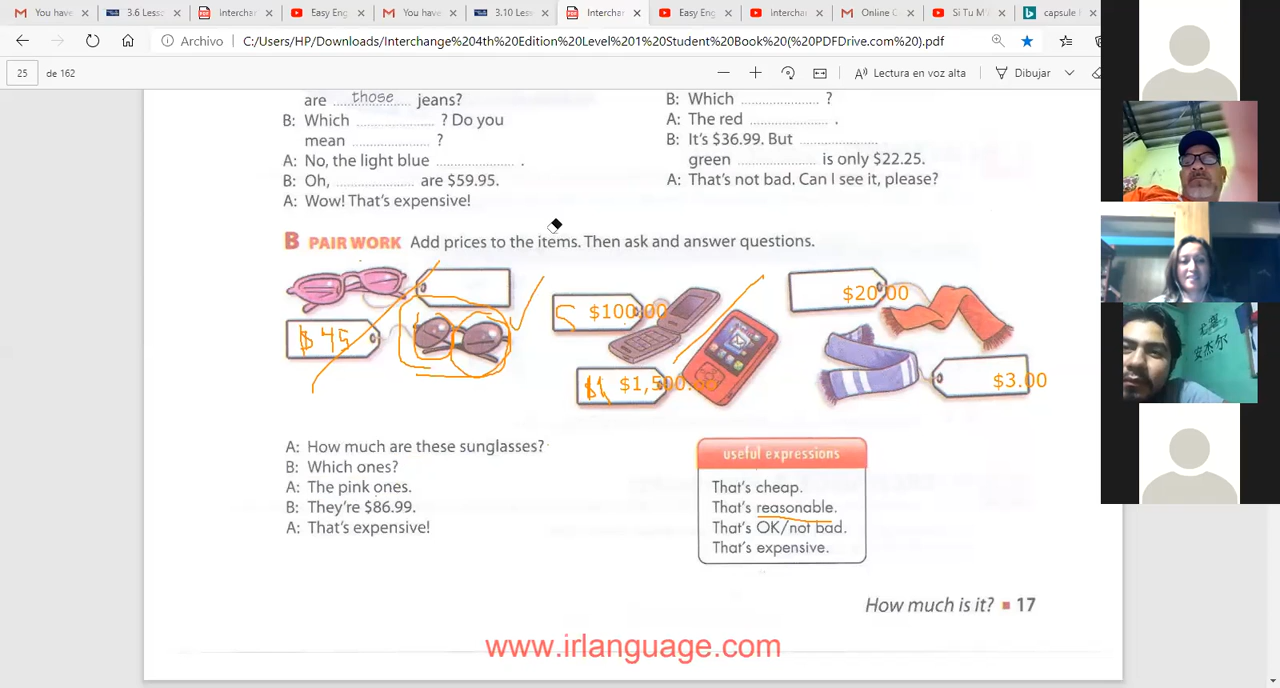 You have
3.6 Less
Interchar
Easy Eng
You have
3.10 Less
Interchar
Easy Eng
Interchar
Online C
Si Tu M
capsule
Archivo
C:/Users/HP/Downloads/Interchange%204th%20Edition%20Level%201%20Student%20Book%20(%20PDFDrive.com%20).pdf
25 de 162
Lectura en voz alta
Dibujar
are those jeans?
B: Which ? Do you
mean ?
A: No, the light blue .
B: Oh, are $59.95.
A: Wow! That's expensive!
B: Which ?
A: The red .
B: It's $36.99. But
green is only $22.25.
A: That's not bad. Can I see it, please?
B PAIR WORK Add prices to the items. Then ask and answer questions.
$45
$100.00
$1,500.00
$20.00
$3.00
A: How much are these sunglasses?
B: Which ones?
A: The pink ones.
B: They're $86.99.
A: That's expensive!
useful expressions
That's cheap.
That's reasonable.
That's OK/not bad.
That's expensive.
How much is it? ■ 17
www.irlanguage.com